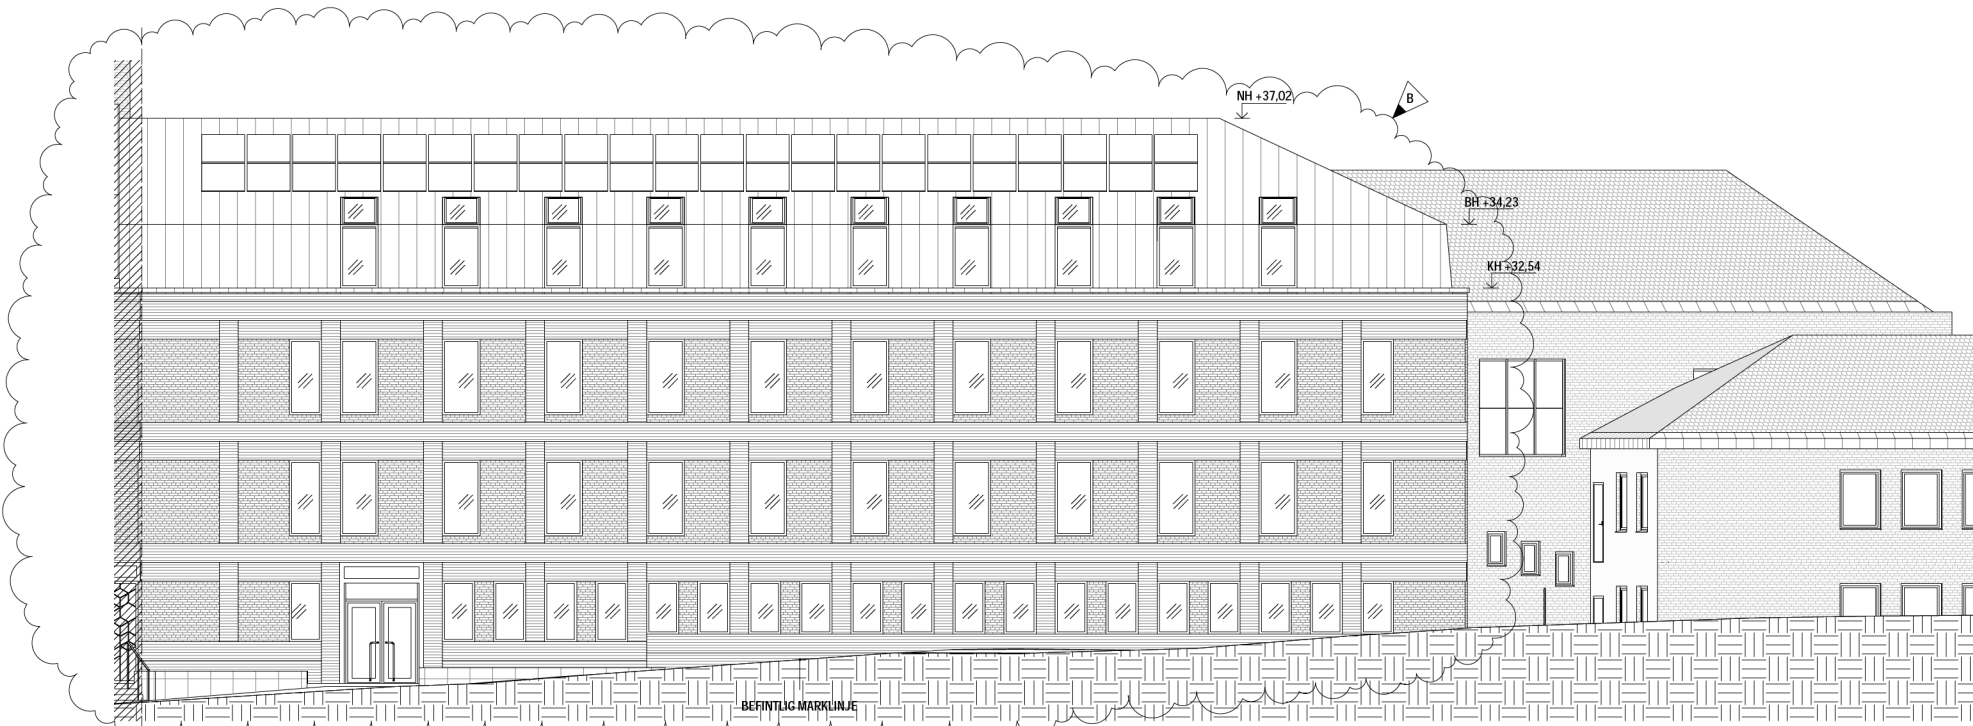 NH +37,02
B
BH +34,23
KH +32,54
BEFINTLIG MARKLINJE